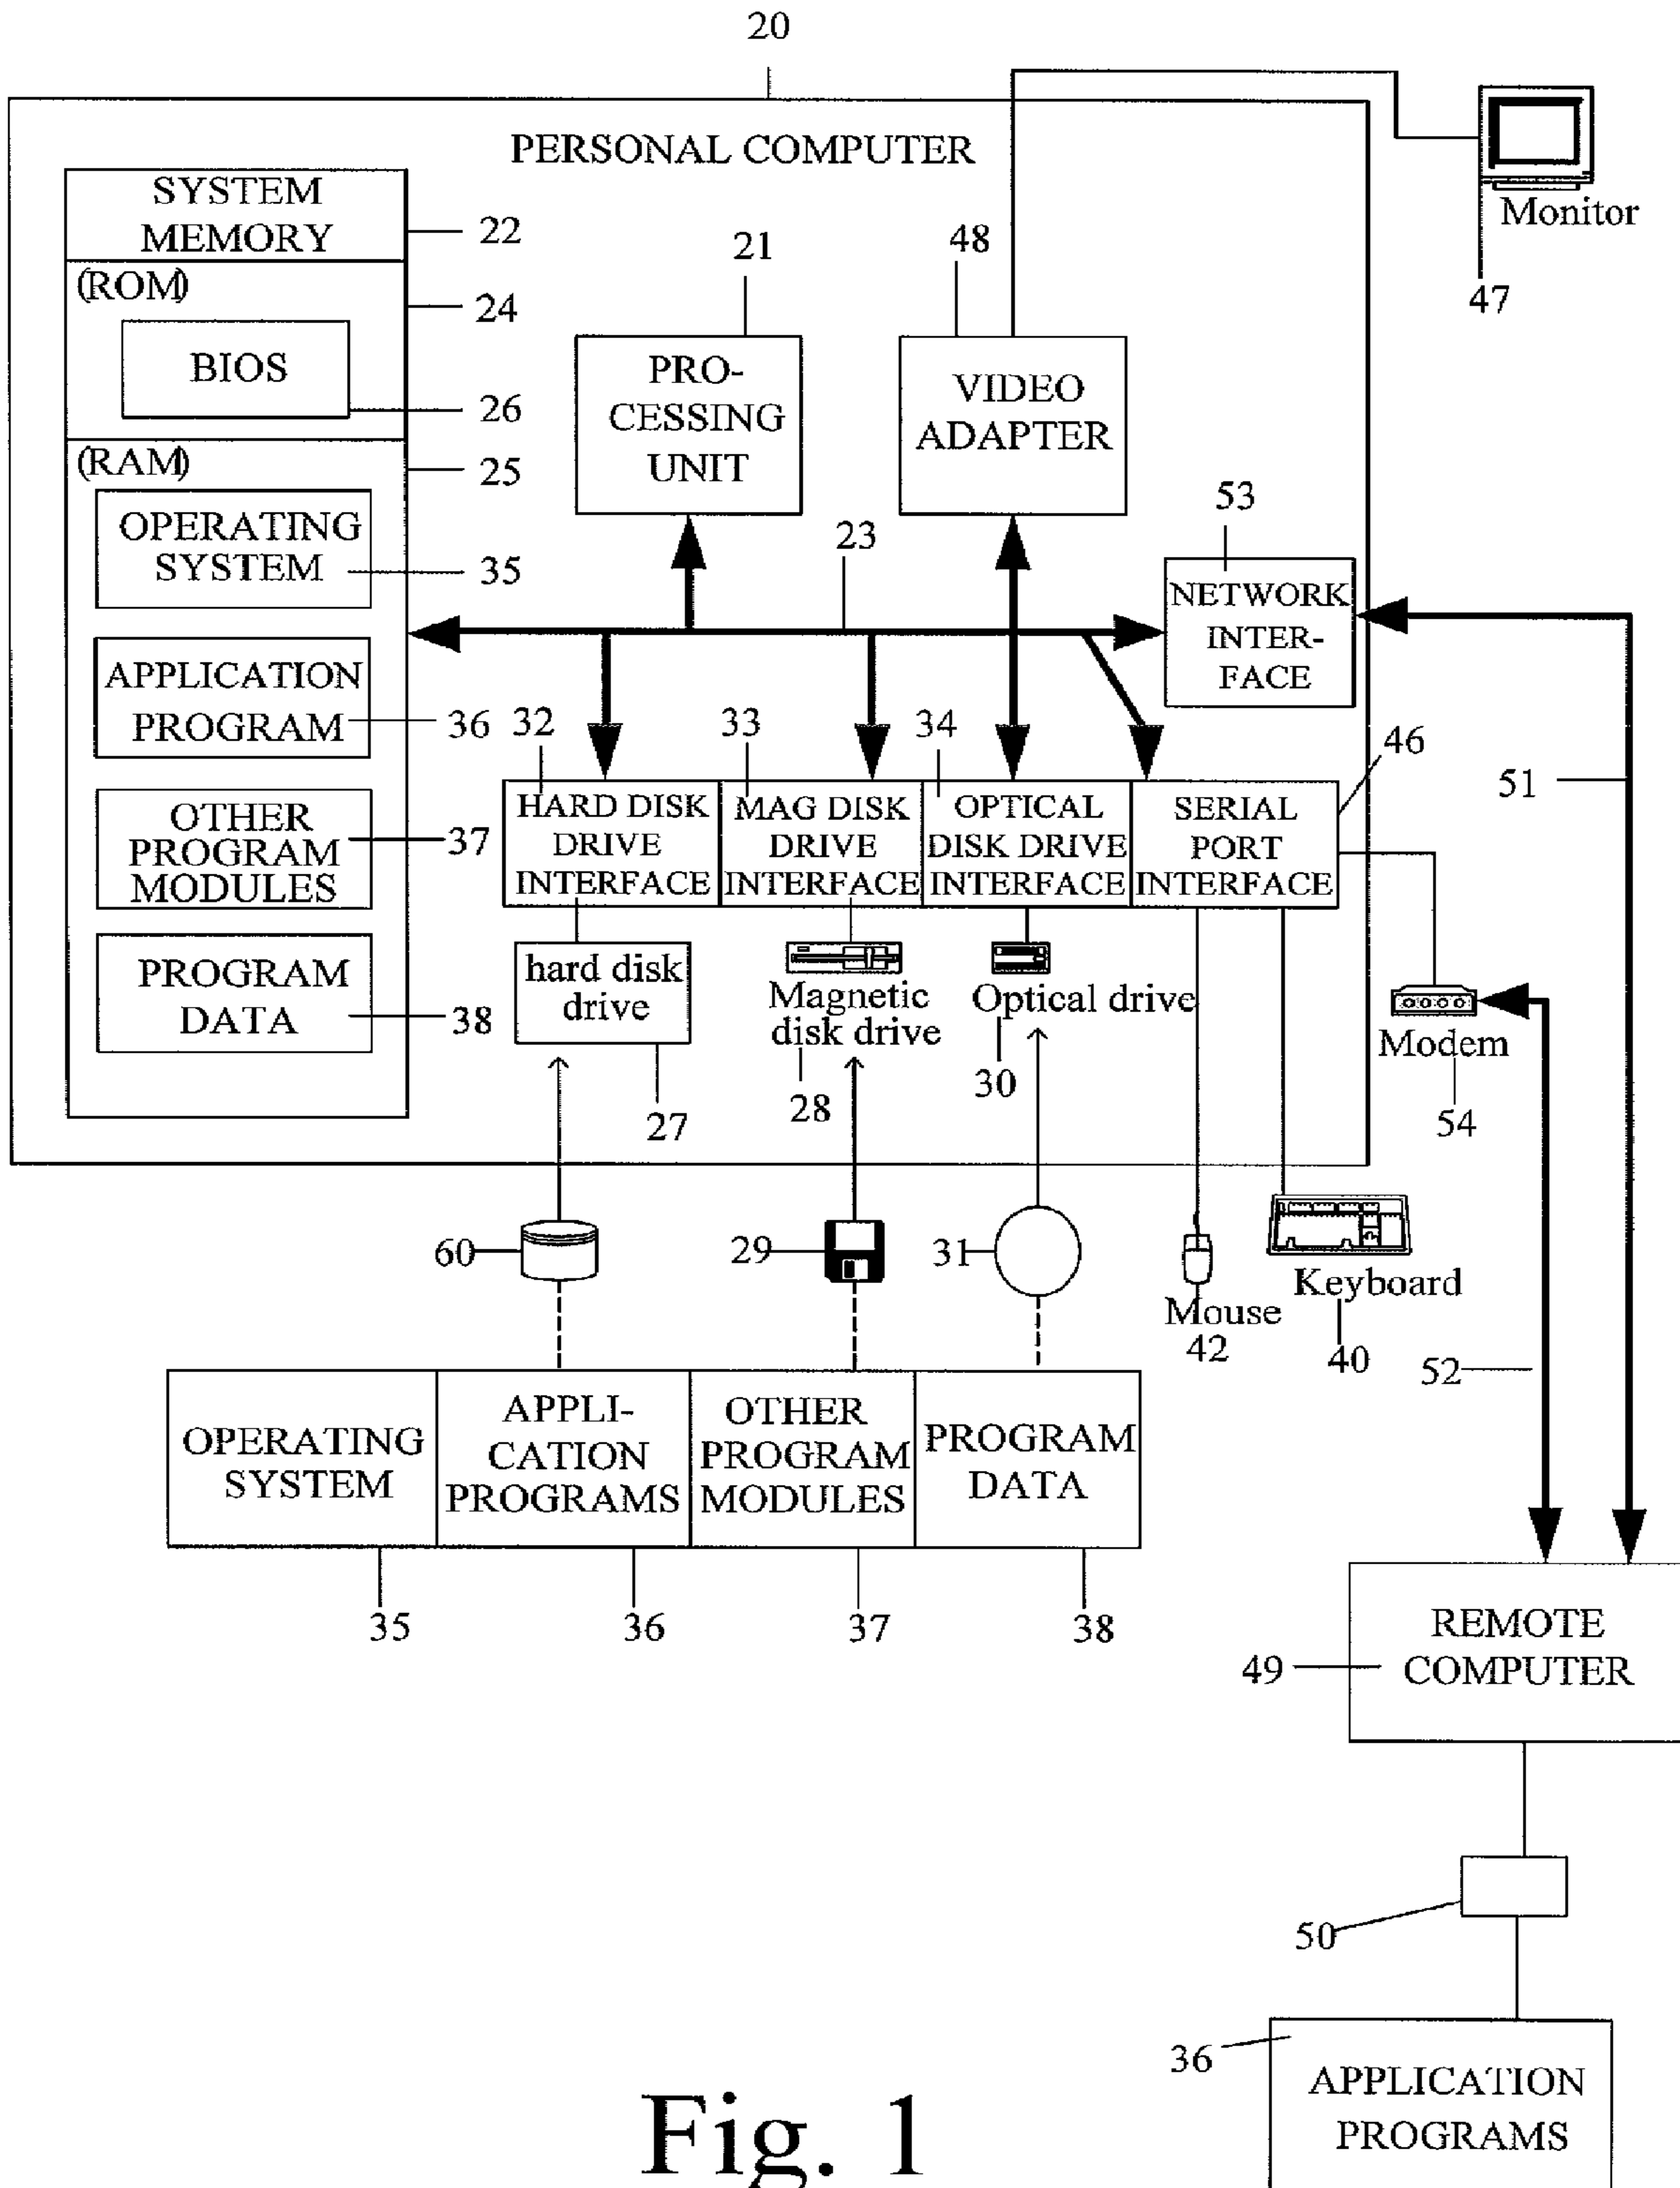 20
PERSONAL COMPUTER
Monitor
47
SYSTEM
MEMORY
22
(ROM)
24
BIOS
26
(RAM)
25
OPERATING
SYSTEM
35
APPLICATION
PROGRAM
36
OTHER
PROGRAM
MODULES
37
PROGRAM
DATA
38
21
PRO-
CESSING
UNIT
48
VIDEO
ADAPTER
23
53
NETWORK
INTER-
FACE
32
HARD DISK
DRIVE
INTERFACE
33
MAG DISK
DRIVE
INTERFACE
34
OPTICAL
DISK DRIVE
INTERFACE
46
SERIAL
PORT
INTERFACE
51
hard disk
drive
27
Magnetic
disk drive
28
Optical drive
30
Modem
54
60
29
31
Mouse
42
Keyboard
40
52
OPERATING
SYSTEM
35
APPLI-
CATION
PROGRAMS
36
OTHER
PROGRAM
MODULES
37
PROGRAM
DATA
38
REMOTE
COMPUTER
49
50
36
APPLICATION
PROGRAMS
Fig. 1